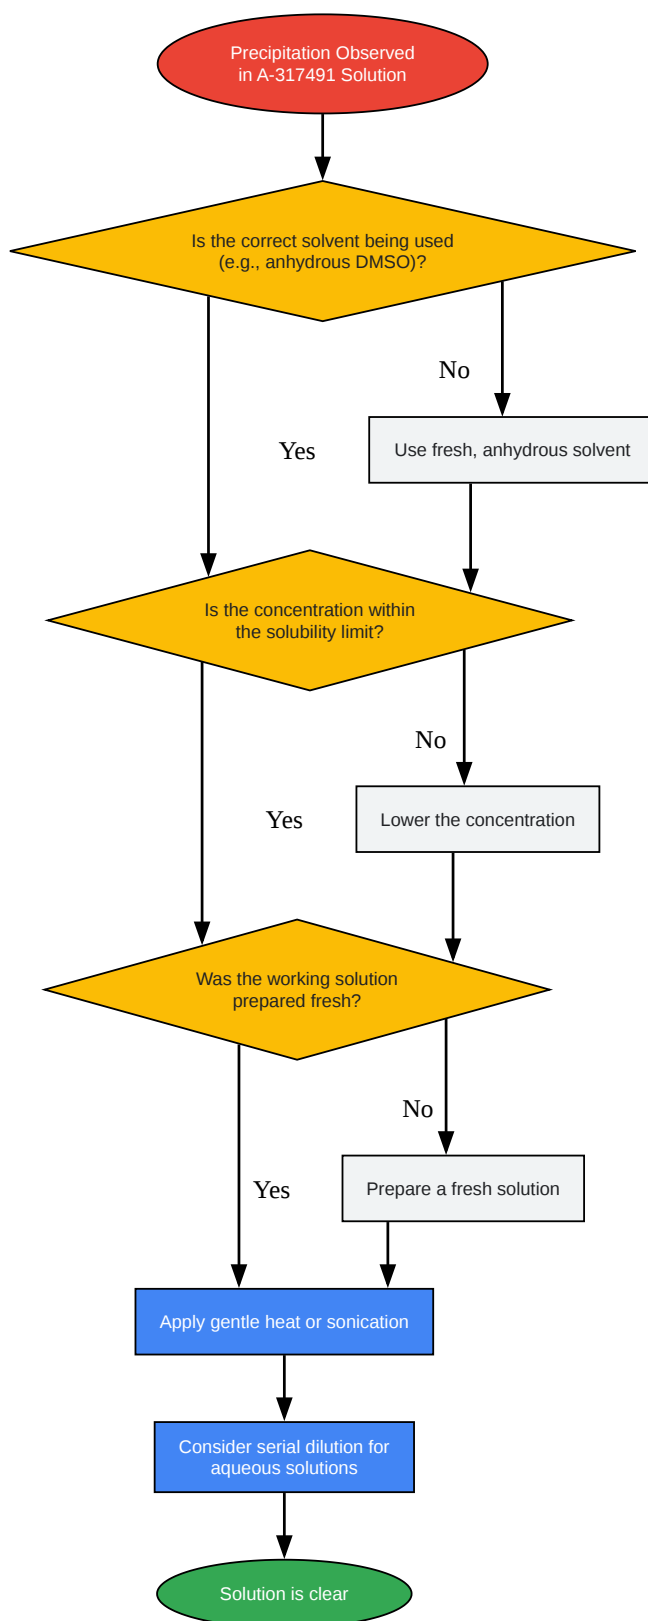 Precipitation Observed
in A-317491 Solution
Is the correct solvent being used
(e.g., anhydrous DMSO)?
No
Yes
Use fresh, anhydrous solvent
Is the concentration within
the solubility limit?
No
Yes
Lower the concentration
Was the working solution
prepared fresh?
No
Yes
Prepare a fresh solution
Apply gentle heat or sonication
Consider serial dilution for
aqueous solutions
Solution is clear